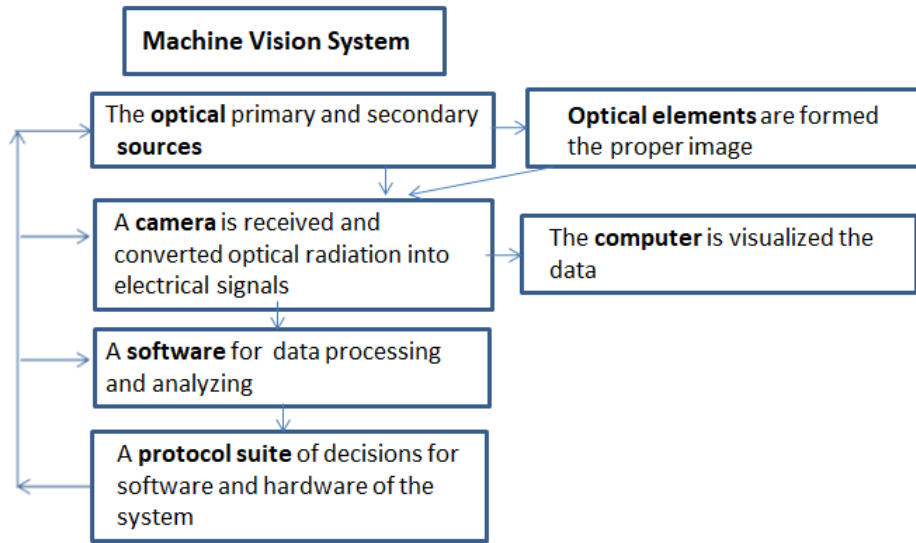 Machine Vision System
The optical primary and secondary
sources
Optical elements are formed
the proper image
A camera is received and
converted optical radiation into
electrical signals
The computer is visualized the
data
A software for data processing
and analyzing
A protocol suite of decisions for
software and hardware of the
system